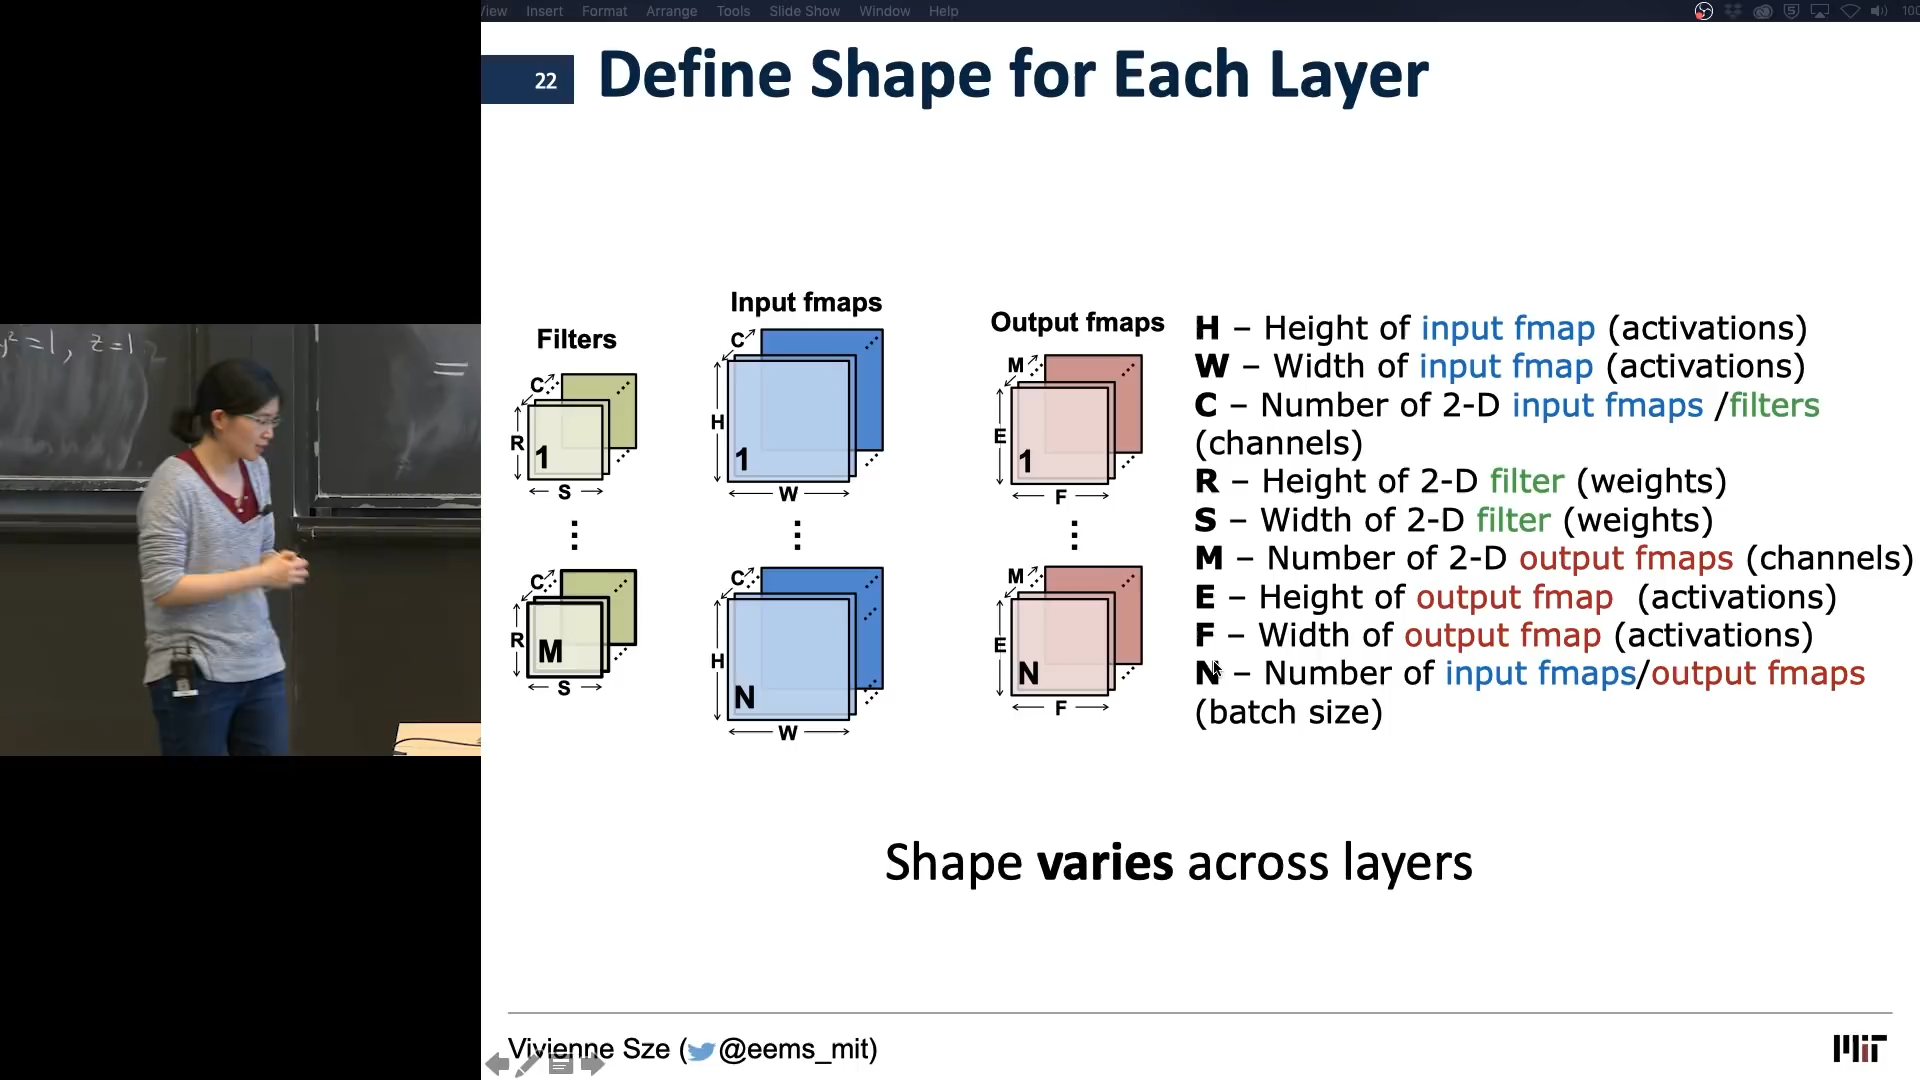 View Insert Format Arrange Tools Slide Show Window Help
22
Define Shape for Each Layer
y² = 1, z = 1
=
Filters
C
R
1
S
⋮
C
R
M
S
Input fmaps
C
H
1
W
⋮
C
H
N
W
Output fmaps
M
E
1
F
⋮
M
E
N
F
H – Height of input fmap (activations)
W – Width of input fmap (activations)
C – Number of 2-D input fmaps /filters
(channels)
R – Height of 2-D filter (weights)
S – Width of 2-D filter (weights)
M – Number of 2-D output fmaps (channels)
E – Height of output fmap (activations)
F – Width of output fmap (activations)
N – Number of input fmaps/output fmaps
(batch size)
Shape varies across layers
Vivienne Sze (@eems_mit)
MIT